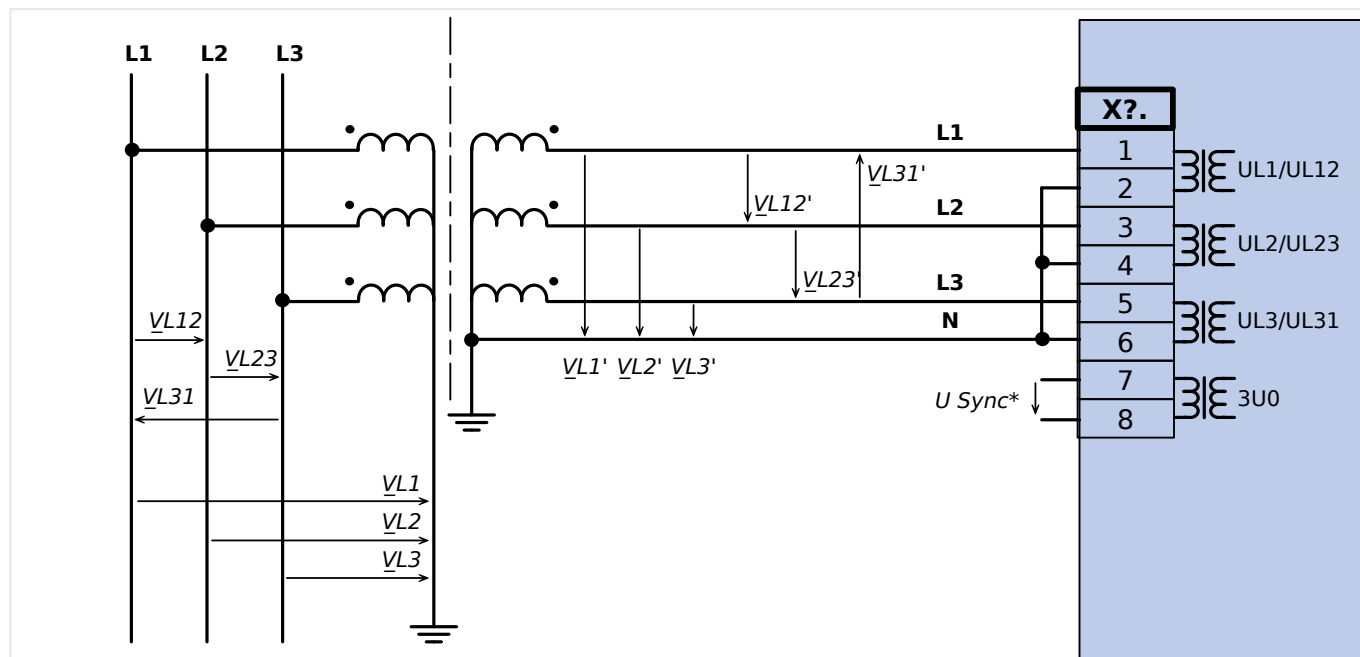 L1 L2 L3
X?.
L1
1
UL1/UL12
VL31'
2
VL12'
L2
3
UL2/UL23
4
VL23'
L3
5
N
UL3/UL31
VL12
6
VL23
VL1' VL2' VL3'
7
VL31
U Sync*
3U0
8
VL1
VL2
VL3